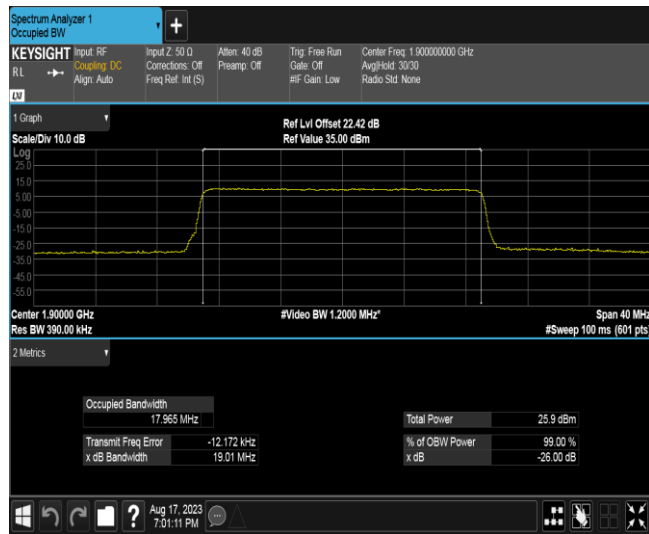 Spectrum Analyzer 1
Occupied BW
+
KEYSIGHT
RL
LXI
Input: RF
Coupling: DC
Align: Auto
Input Z: 50 Ω
Corrections: Off
Freq Ref: Int (S)
Atten: 40 dB
Preamp: Off
Trig: Free Run
Gate: Off
#IF Gain: Low
Center Freq: 1.900000000 GHz
Avg|Hold: 30/30
Radio Std: None
1 Graph
Scale/Div 10.0 dB
Ref Lvl Offset 22.42 dB
Ref Value 35.00 dBm
Log
25.0
15.0
5.00
-5.00
-15.0
-25.0
-35.0
-45.0
-55.0
Center 1.90000 GHz
#Video BW 1.2000 MHz*
Span 40 MHz
Res BW 390.00 kHz
#Sweep 100 ms (601 pts)
2 Metrics
Occupied Bandwidth
17.965 MHz
Total Power 25.9 dBm
Transmit Freq Error -12.172 kHz
% of OBW Power 99.00 %
x dB Bandwidth 19.01 MHz
x dB -26.00 dB
?
Aug 17, 2023
7:01:11 PM